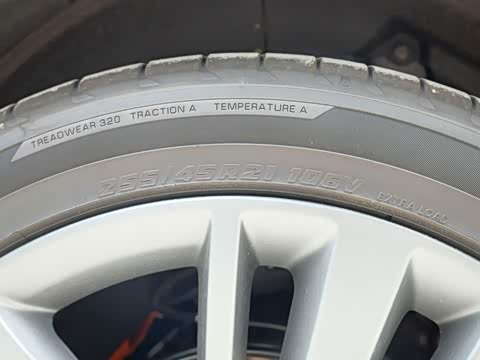 TREADWEAR 320 TRACTION A TEMPERATURE A
255/45R21 106V EXTRA LOAD